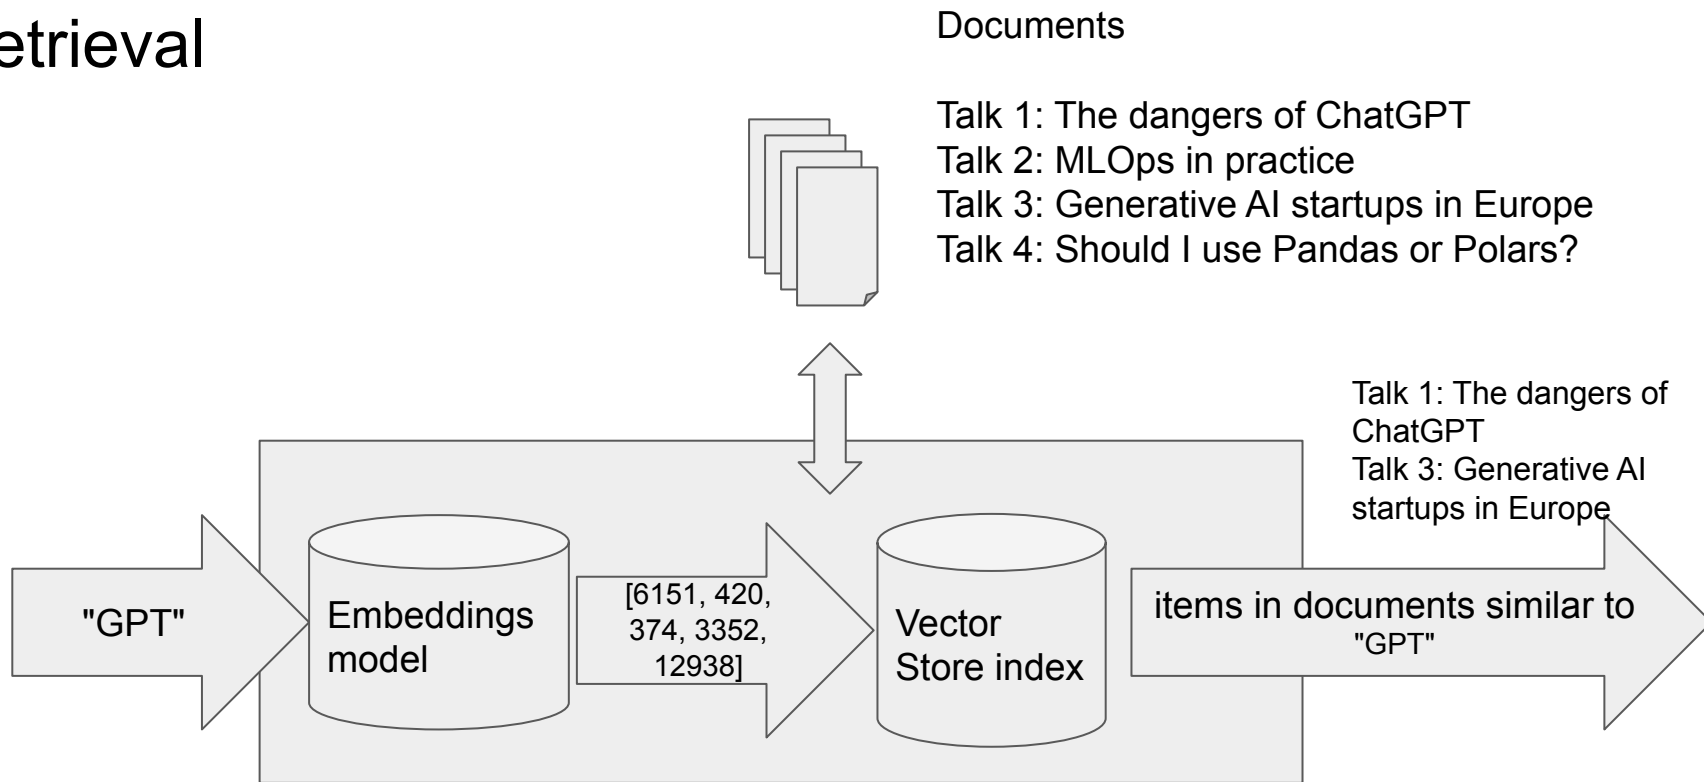 etrieval
Documents
Talk 1: The dangers of ChatGPT
Talk 2: MLOps in practice
Talk 3: Generative AI startups in Europe
Talk 4: Should I use Pandas or Polars?
Talk 1: The dangers of
ChatGPT
Talk 3: Generative AI
startups in Europe
"GPT"
Embeddings
model
[6151, 420,
374, 3352,
12938]
Vector
Store index
items in documents similar to
"GPT"